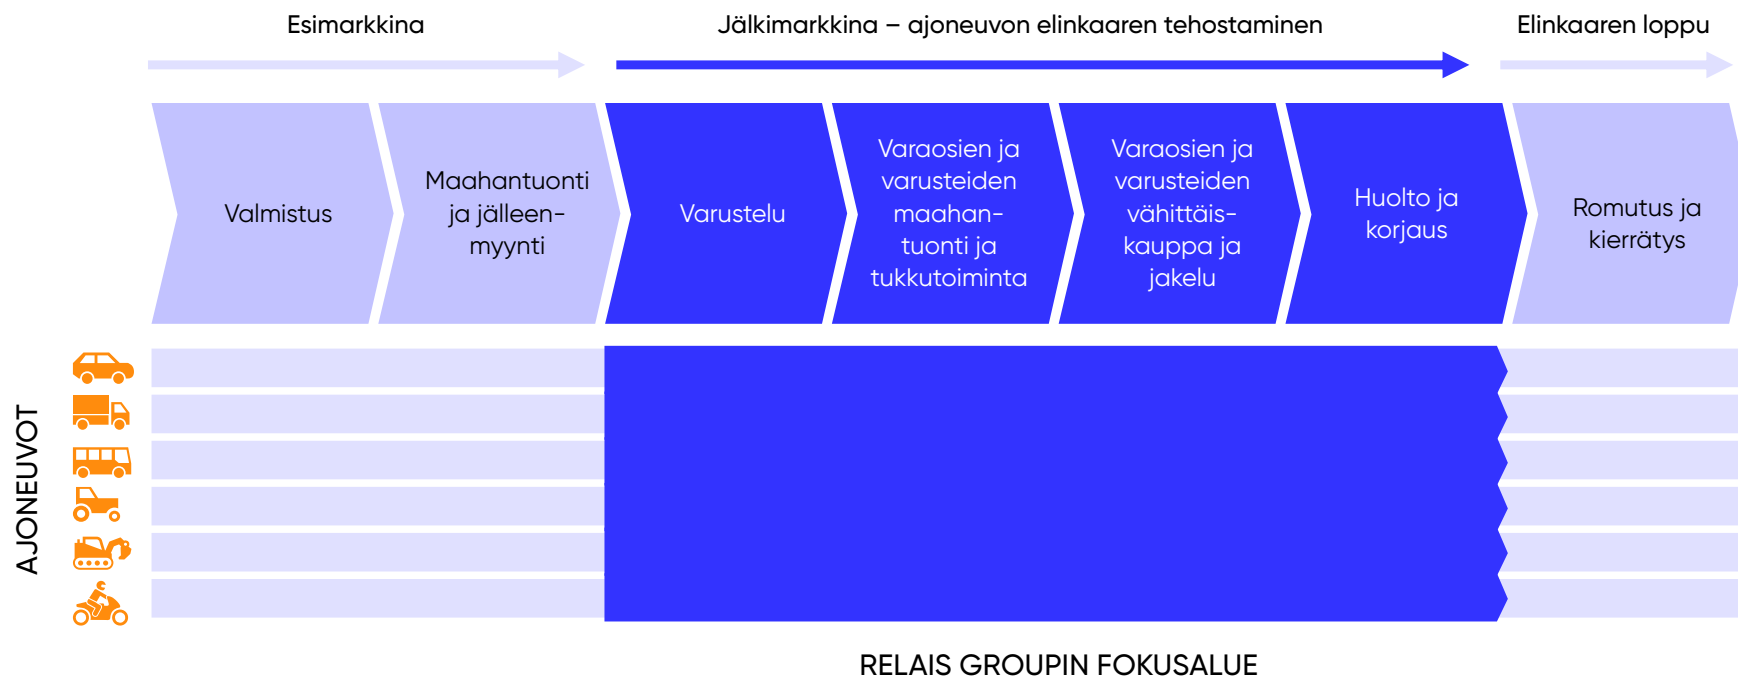 Esimarkkina
Jälkimarkkina – ajoneuvon elinkaaren tehostaminen
Elinkaaren loppu
Valmistus
Maahantuonti
ja jälleen-
myynti
Varustelu
Varaosien ja
varusteiden
maahan-
tuonti ja
tukkutoiminta
Varaosien ja
varusteiden
vähittäis-
kauppa ja
jakelu
Huolto ja
korjaus
Romutus ja
kierrätys
AJONEUVOT
RELAIS GROUPIN FOKUSALUE